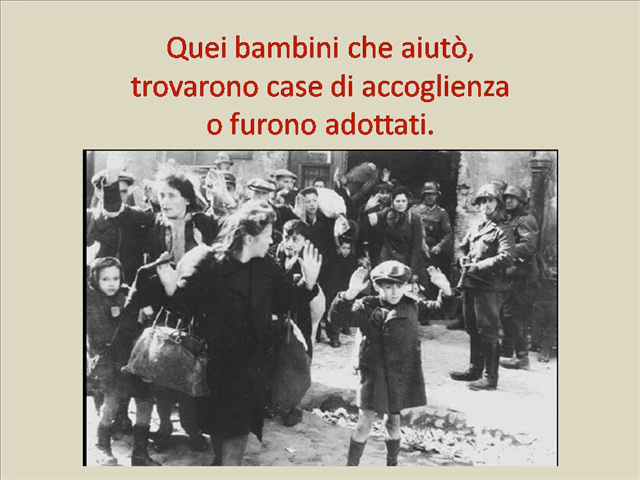 Quei bambini che aiutò,
trovarono case di accoglienza
o furono adottati.